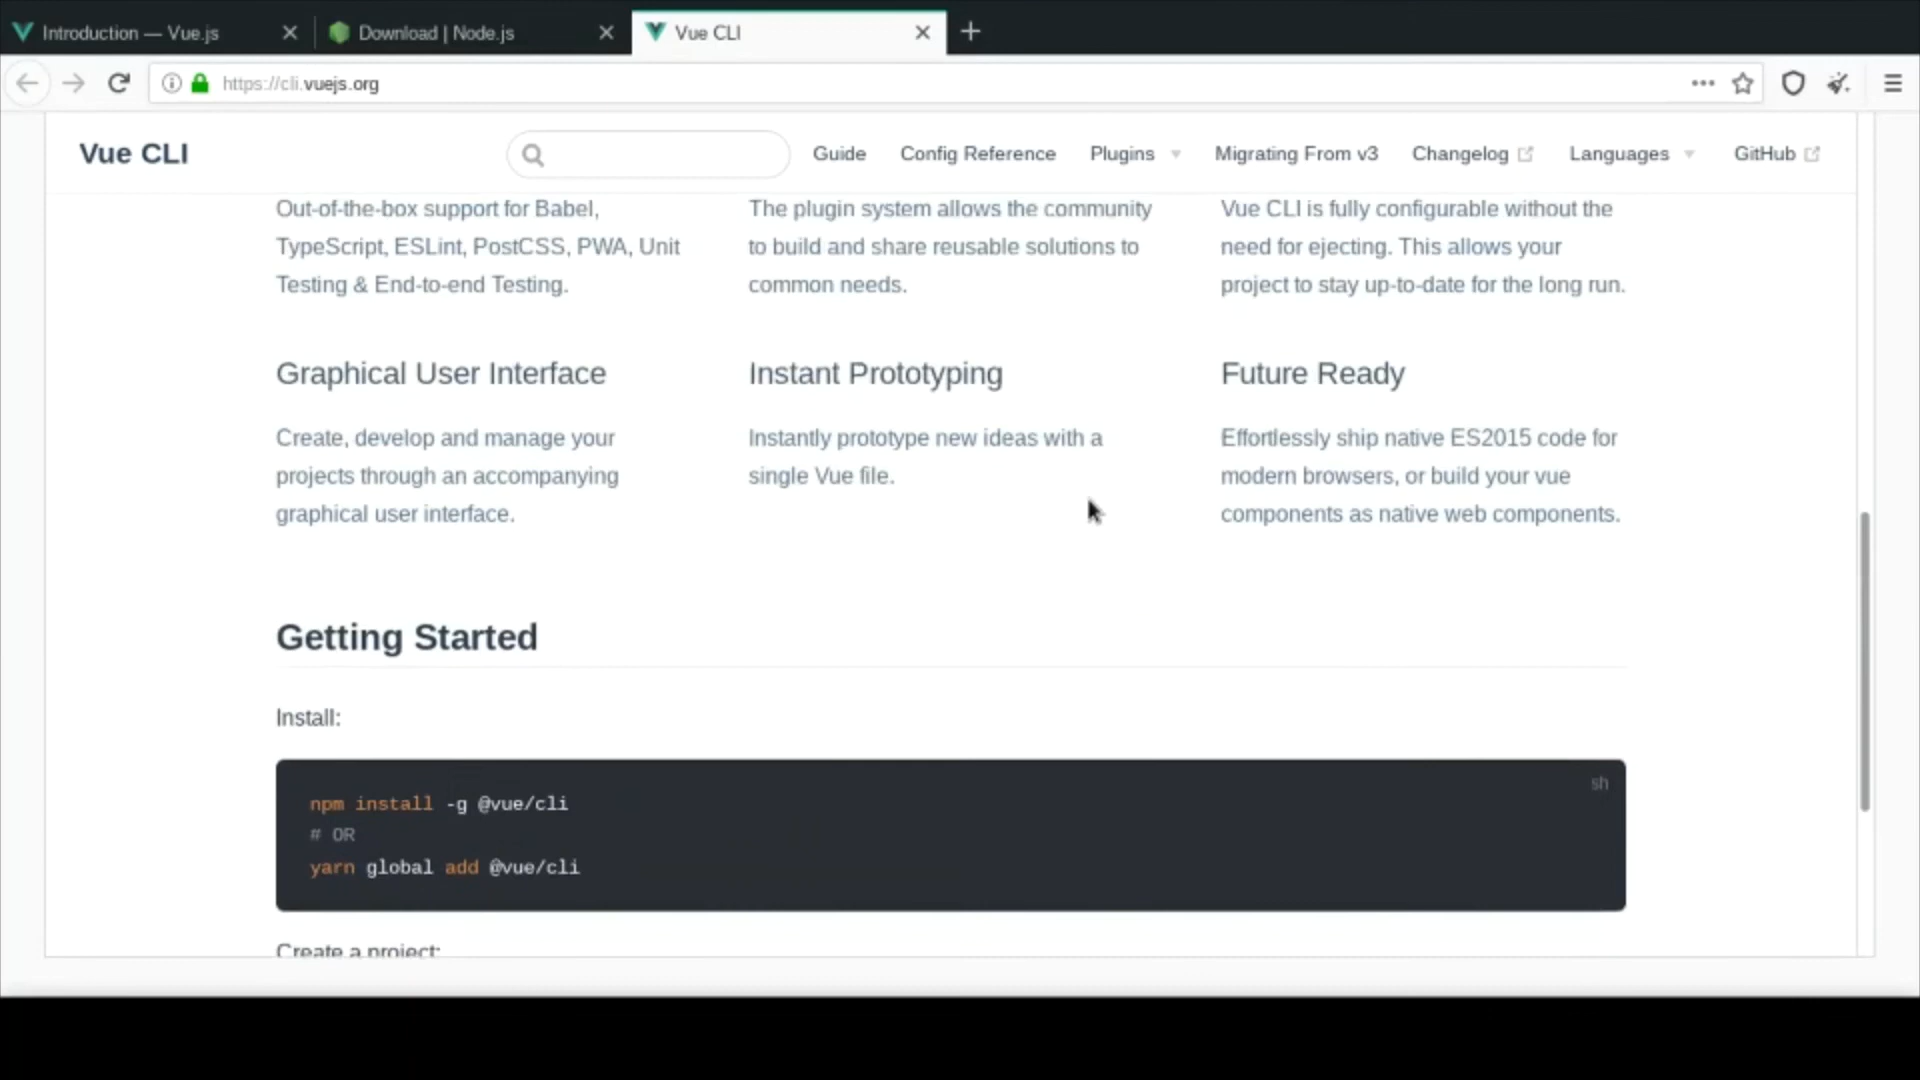 Introduction — Vue.js
Download | Node.js
Vue CLI
https://cli.vuejs.org
Vue CLI
Guide
Config Reference
Plugins
Migrating From v3
Changelog
Languages
GitHub
Out-of-the-box support for Babel,
TypeScript, ESLint, PostCSS, PWA, Unit
Testing & End-to-end Testing.
The plugin system allows the community
to build and share reusable solutions to
common needs.
Vue CLI is fully configurable without the
need for ejecting. This allows your
project to stay up-to-date for the long run.
Graphical User Interface
Create, develop and manage your
projects through an accompanying
graphical user interface.
Instant Prototyping
Instantly prototype new ideas with a
single Vue file.
Future Ready
Effortlessly ship native ES2015 code for
modern browsers, or build your vue
components as native web components.
Getting Started
Install:
sh
npm install -g @vue/cli
# OR
yarn global add @vue/cli
Create a project: